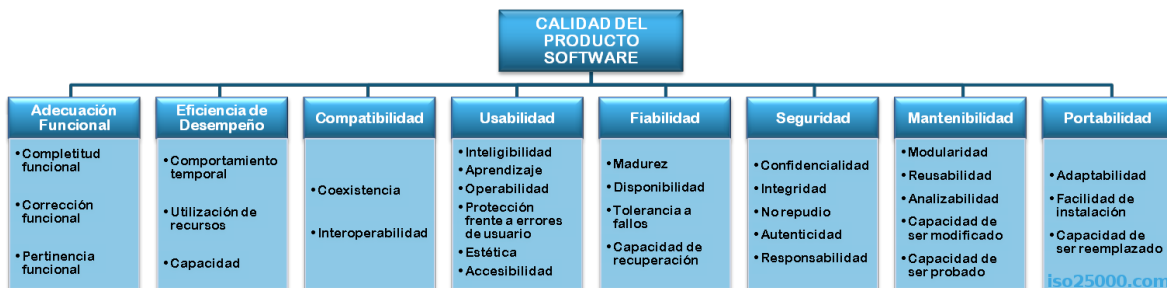 CALIDAD DEL
PRODUCTO
SOFTWARE
Adecuación
Funcional
• Completitud
funcional
• Corrección
funcional
• Pertinencia
funcional
Eficiencia de
Desempeño
• Comportamiento
temporal
• Utilización de
recursos
• Capacidad
Compatibilidad
• Coexistencia
• Interoperabilidad
Usabilidad
• Inteligibilidad
• Aprendizaje
• Operabilidad
• Protección
frente a errores
de usuario
• Estética
• Accesibilidad
Fiabilidad
• Madurez
• Disponibilidad
• Tolerancia a
fallos
• Capacidad de
recuperación
Seguridad
• Confidencialidad
• Integridad
• No repudio
• Autenticidad
• Responsabilidad
Mantenibilidad
• Modularidad
• Reusabilidad
• Analizabilidad
• Capacidad de
ser modificado
• Capacidad de
ser probado
Portabilidad
• Adaptabilidad
• Facilidad de
instalación
• Capacidad de
ser reemplazado
iso25000.com